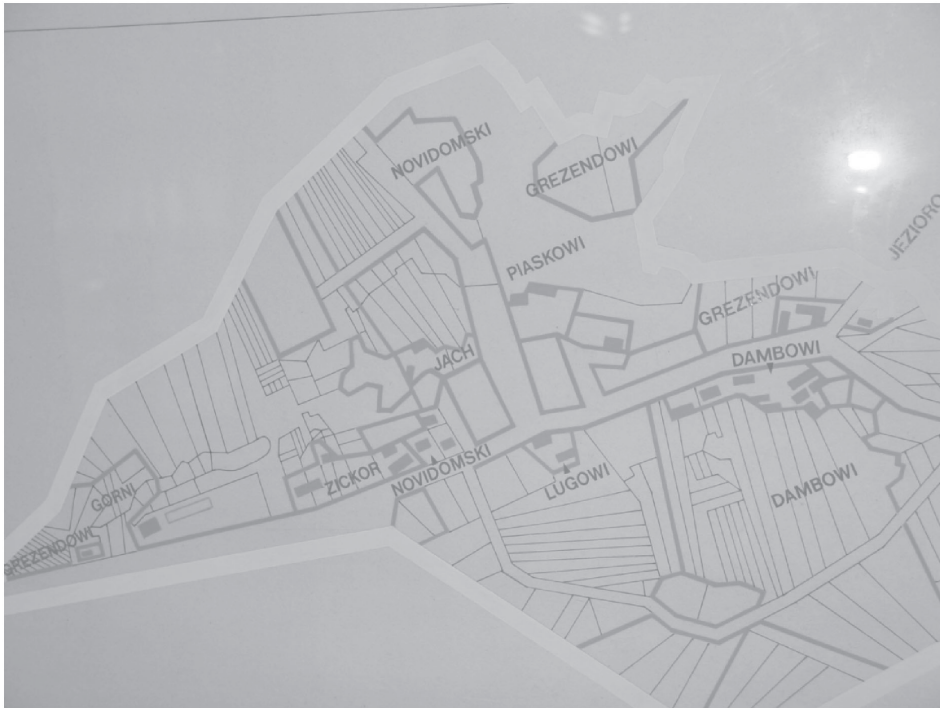 NOVIDOMSKI
GREZENDOWI
JEZIORO
PIASKOWI
GREZENDOWI
DAMBOWI
JACH
ZICKOR
NOVIDOMSKI
LUGOWI
DAMBOWI
GORNI
GREZENDOWI